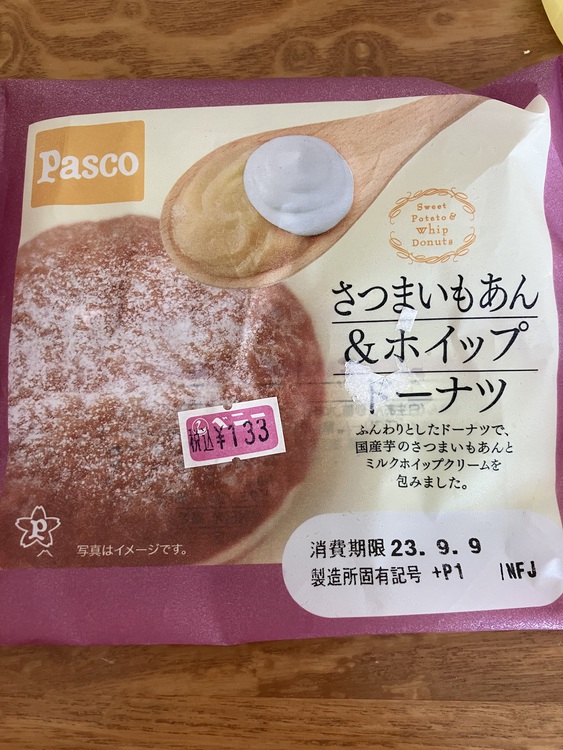 Pasco
Sweet
Potato &
Whip
Donuts
さつまいもあん
&ホイップ
ドーナツ
ふんわりとしたドーナツで、
国産芋のさつまいもあんと
ミルクホイップクリームを
包みました。
税込¥133
P
写真はイメージです。
消費期限 23. 9. 9
製造所固有記号 +P1 /NFJ